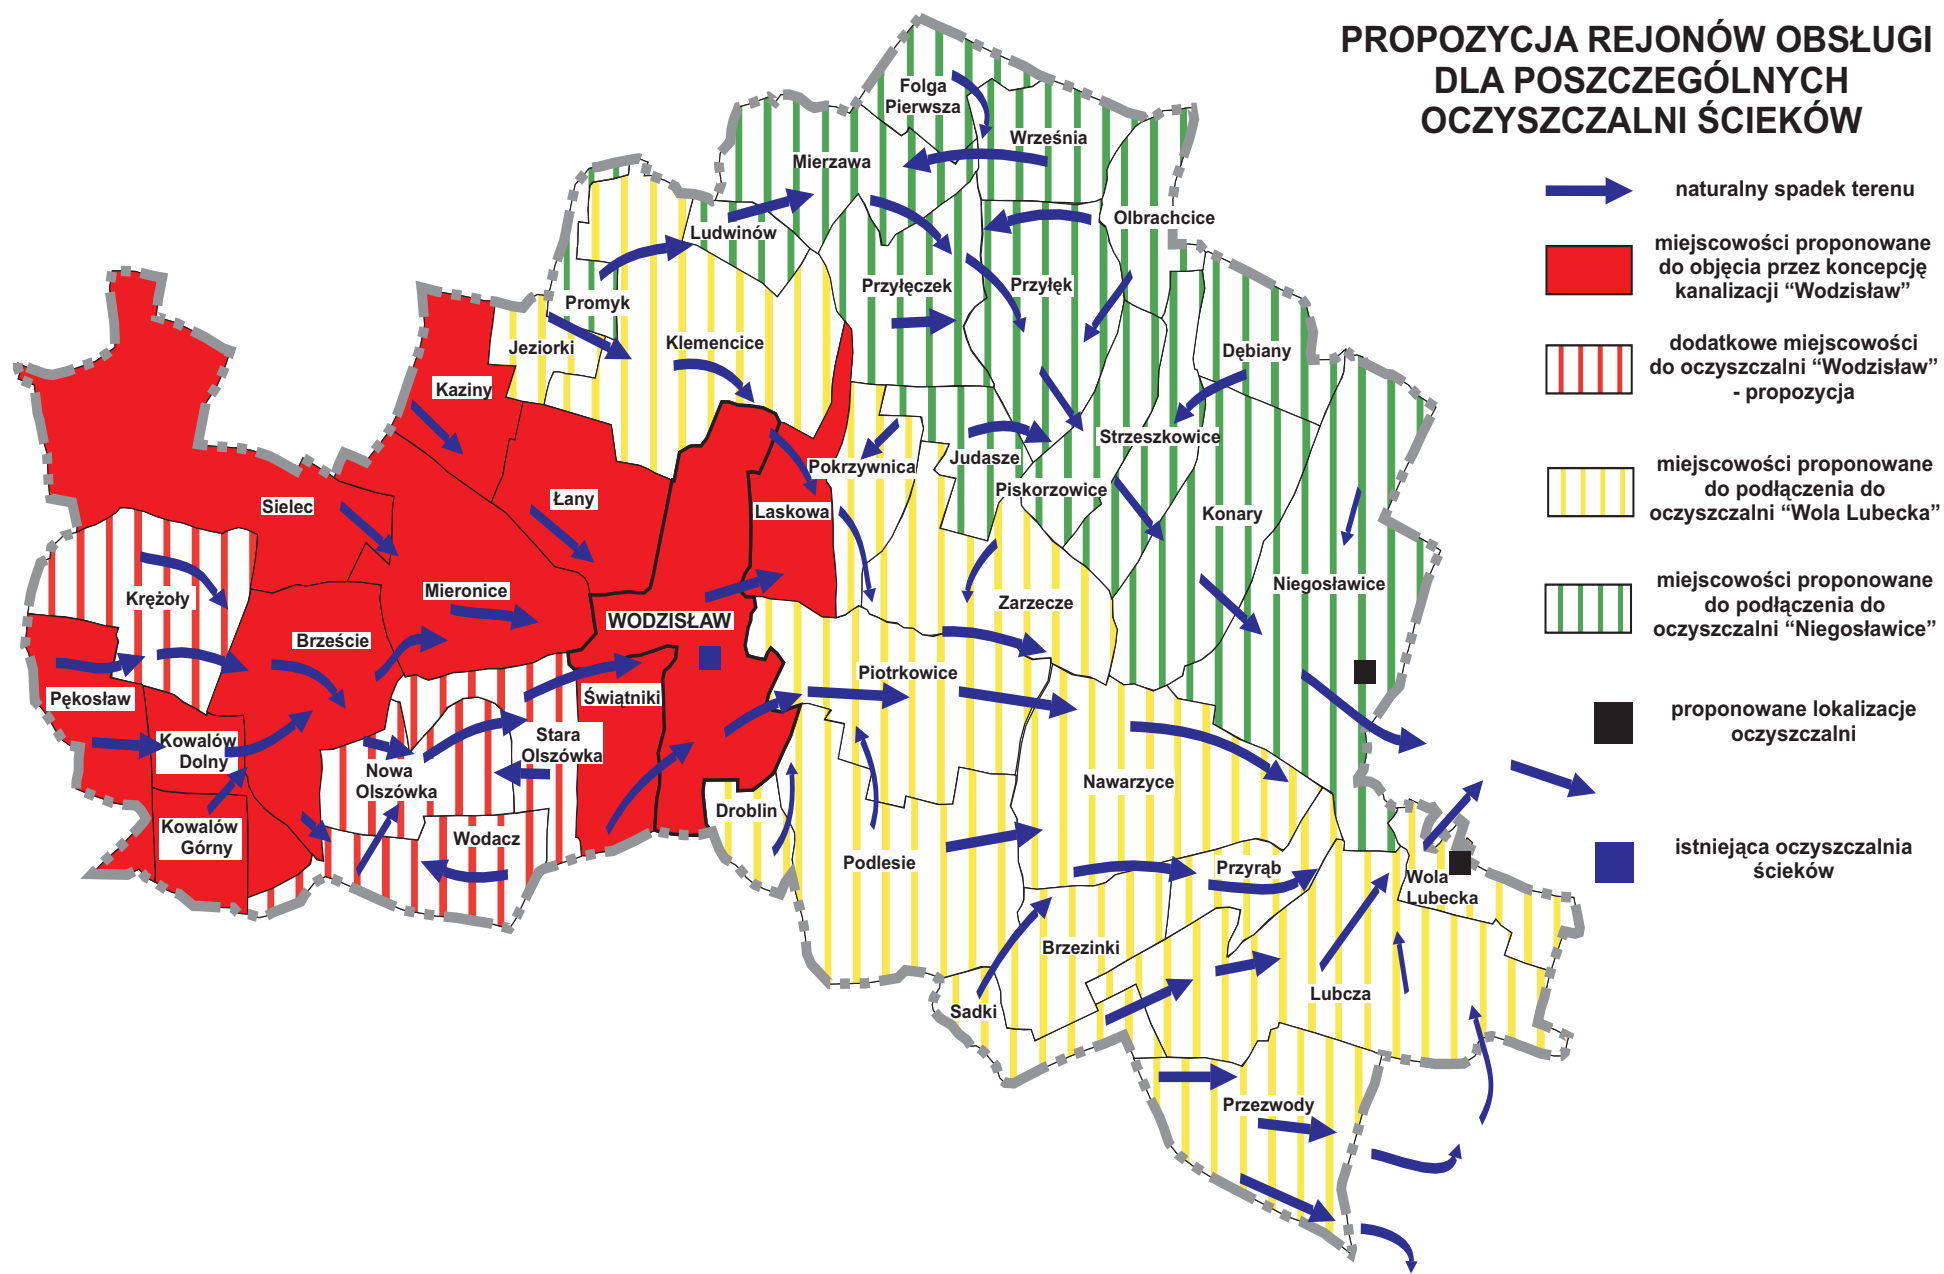 PROPOZYCJA REJONÓW OBSŁUGI
DLA POSZCZEGÓLNYCH
OCZYSZCZALNI ŚCIEKÓW
naturalny spadek terenu
miejscowości proponowane
do objęcia przez koncepcję
kanalizacji “Wodzisław”
dodatkowe miejscowości
do oczyszczalni “Wodzisław”
- propozycja
miejscowości proponowane
do podłączenia do
oczyszczalni “Wola Lubecka”
miejscowości proponowane
do podłączenia do
oczyszczalni “Niegosławice”
proponowane lokalizacje
oczyszczalni
istniejąca oczyszczalnia
ścieków
Folga
Pierwsza
Września
Mierzawa
Olbrachcice
Ludwinów
Przyłęczek
Przyłęk
Promyk
Jeziorki
Klemencice
Dębiany
Kaziny
Strzeszkowice
Judasze
Pokrzywnica
Piskorzowice
Łany
Sielec
Laskowa
Konary
Niegosławice
Mieronice
Krężoły
Zarzecze
WODZISŁAW
Brzeście
Piotrkowice
Pękosław
Świątniki
Kowalów
Dolny
Stara
Olszówka
Nowa
Olszówka
Nawarzyce
Droblin
Kowalów
Górny
Wodacz
Podlesie
Przyrąb
Wola
Lubecka
Brzezinki
Lubcza
Sadki
Przezwody